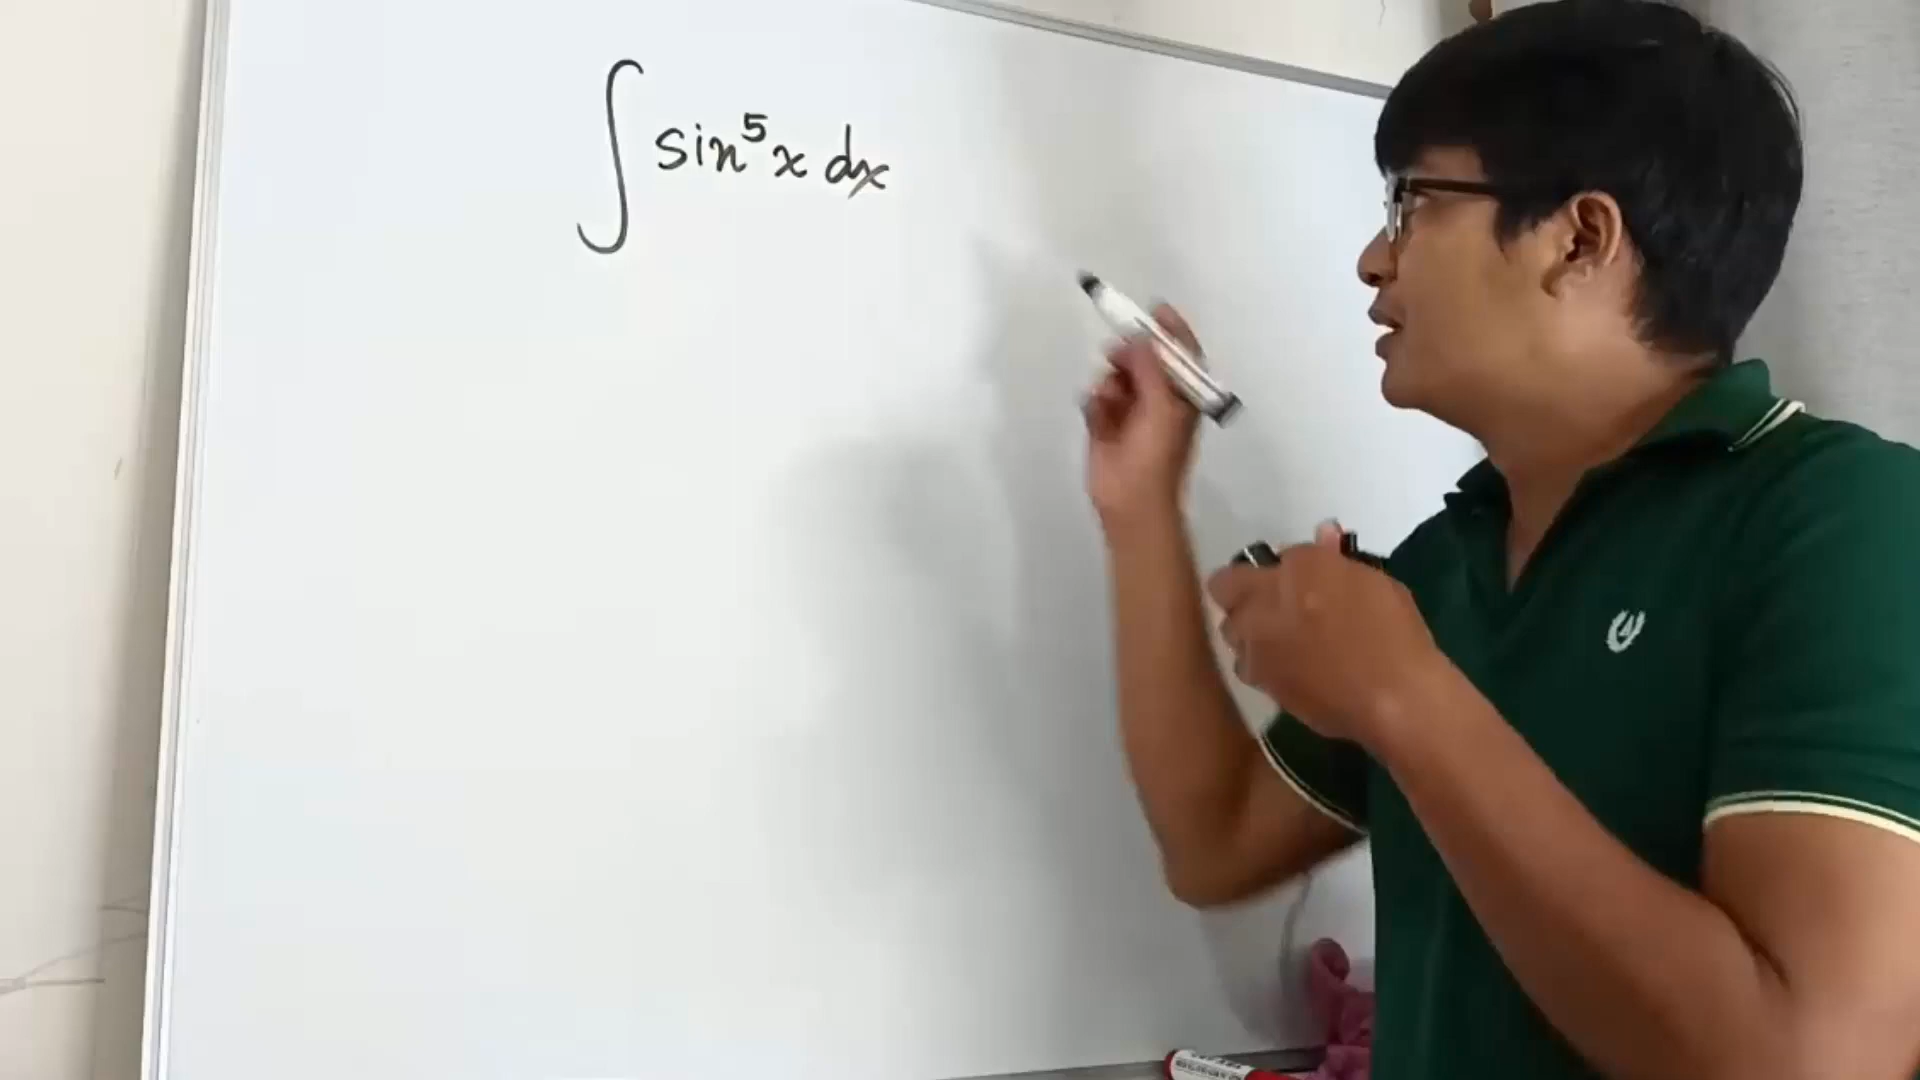 ∫ sin⁵x dx